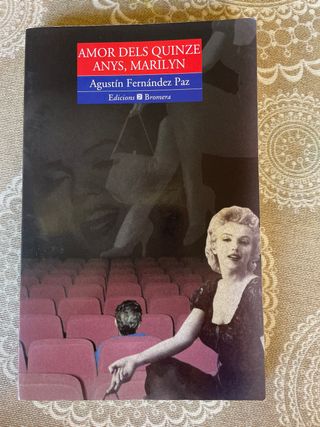 AMOR DELS QUINZE
ANYS, MARILYN
Agustín Fernández Paz
Edicions Bromera